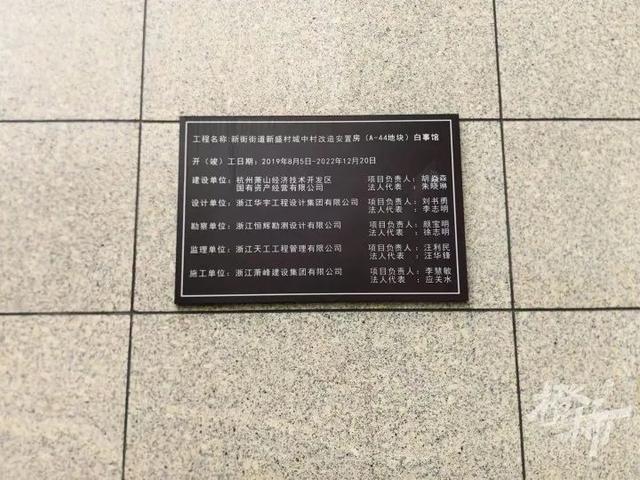 工程名称:新街街道新盛村城中村改造安置房（A-44地块）白事馆
开（竣）工日期:2019年8月5日-2022年12月20日
建设单位:杭州萧山经济技术开发区
国有资产经营有限公司
项目负责人:胡淼森
法人代表:朱晓琳
设计单位:浙江华宇工程设计集团有限公司
项目负责人:刘书勇
法人代表:李志明
勘察单位:浙江恒辉勘测设计有限公司
项目负责人:颜宝明
法人代表:徐志明
监理单位:浙江天工工程管理有限公司
项目负责人:汪利民
法人代表:汪华锋
施工单位:浙江萧峰建设集团有限公司
项目负责人:李慧敏
法人代表:应关水
橙柿